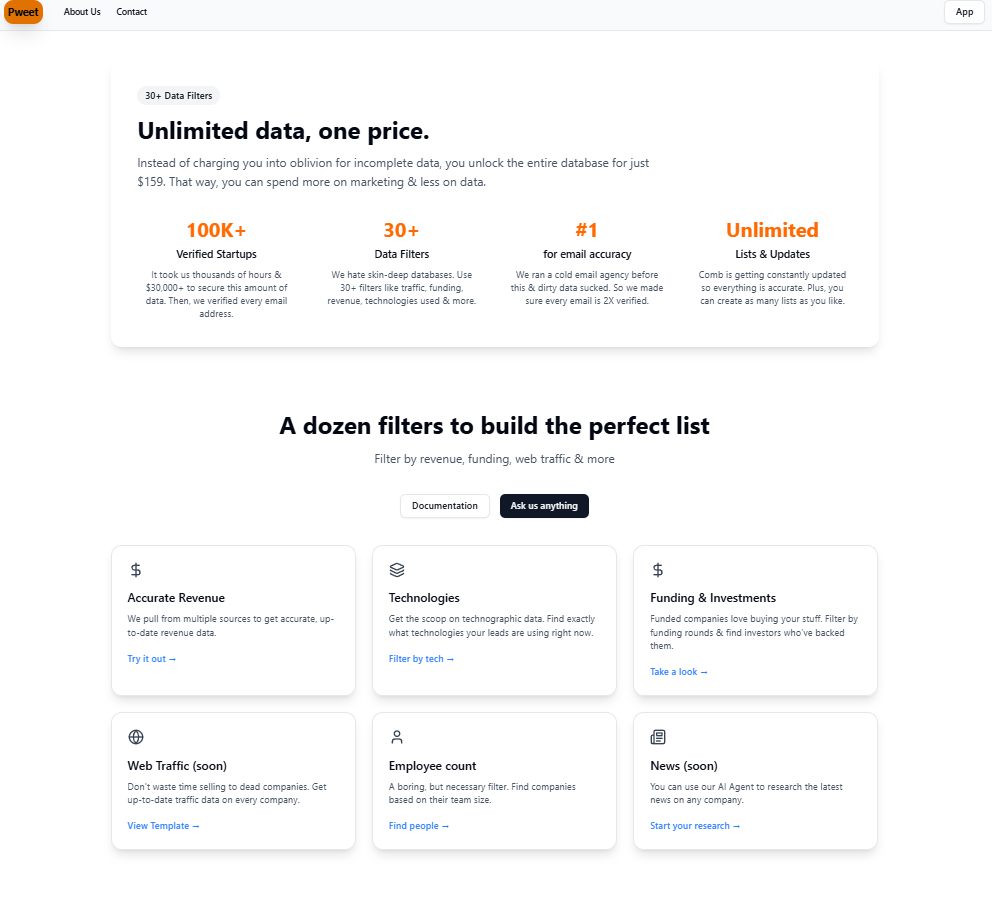 Pweet
About Us
Contact
App
30+ Data Filters
Unlimited data, one price.
Instead of charging you into oblivion for incomplete data, you unlock the entire database for just
$159. That way, you can spend more on marketing & less on data.
100K+
Verified Startups
It took us thousands of hours &
$30,000+ to secure this amount of
data. Then, we verified every email
address.
30+
Data Filters
We hate skin-deep databases. Use
30+ filters like traffic, funding,
revenue, technologies used & more.
#1
for email accuracy
We ran a cold email agency before
this & dirty data sucked. So we made
sure every email is 2X verified.
Unlimited
Lists & Updates
Comb is getting constantly updated
so everything is accurate. Plus, you
can create as many lists as you like.
A dozen filters to build the perfect list
Filter by revenue, funding, web traffic & more
Documentation
Ask us anything
Accurate Revenue
We pull from multiple sources to get accurate, up-
to-date revenue data.
Try it out →
Technologies
Get the scoop on technographic data. Find exactly
what technologies your leads are using right now.
Filter by tech →
Funding & Investments
Funded companies love buying your stuff. Filter by
funding rounds & find investors who've backed
them.
Take a look →
Web Traffic (soon)
Don't waste time selling to dead companies. Get
up-to-date traffic data on every company.
View Template →
Employee count
A boring, but necessary filter. Find companies
based on their team size.
Find people →
News (soon)
You can use our AI Agent to research the latest
news on any company.
Start your research →